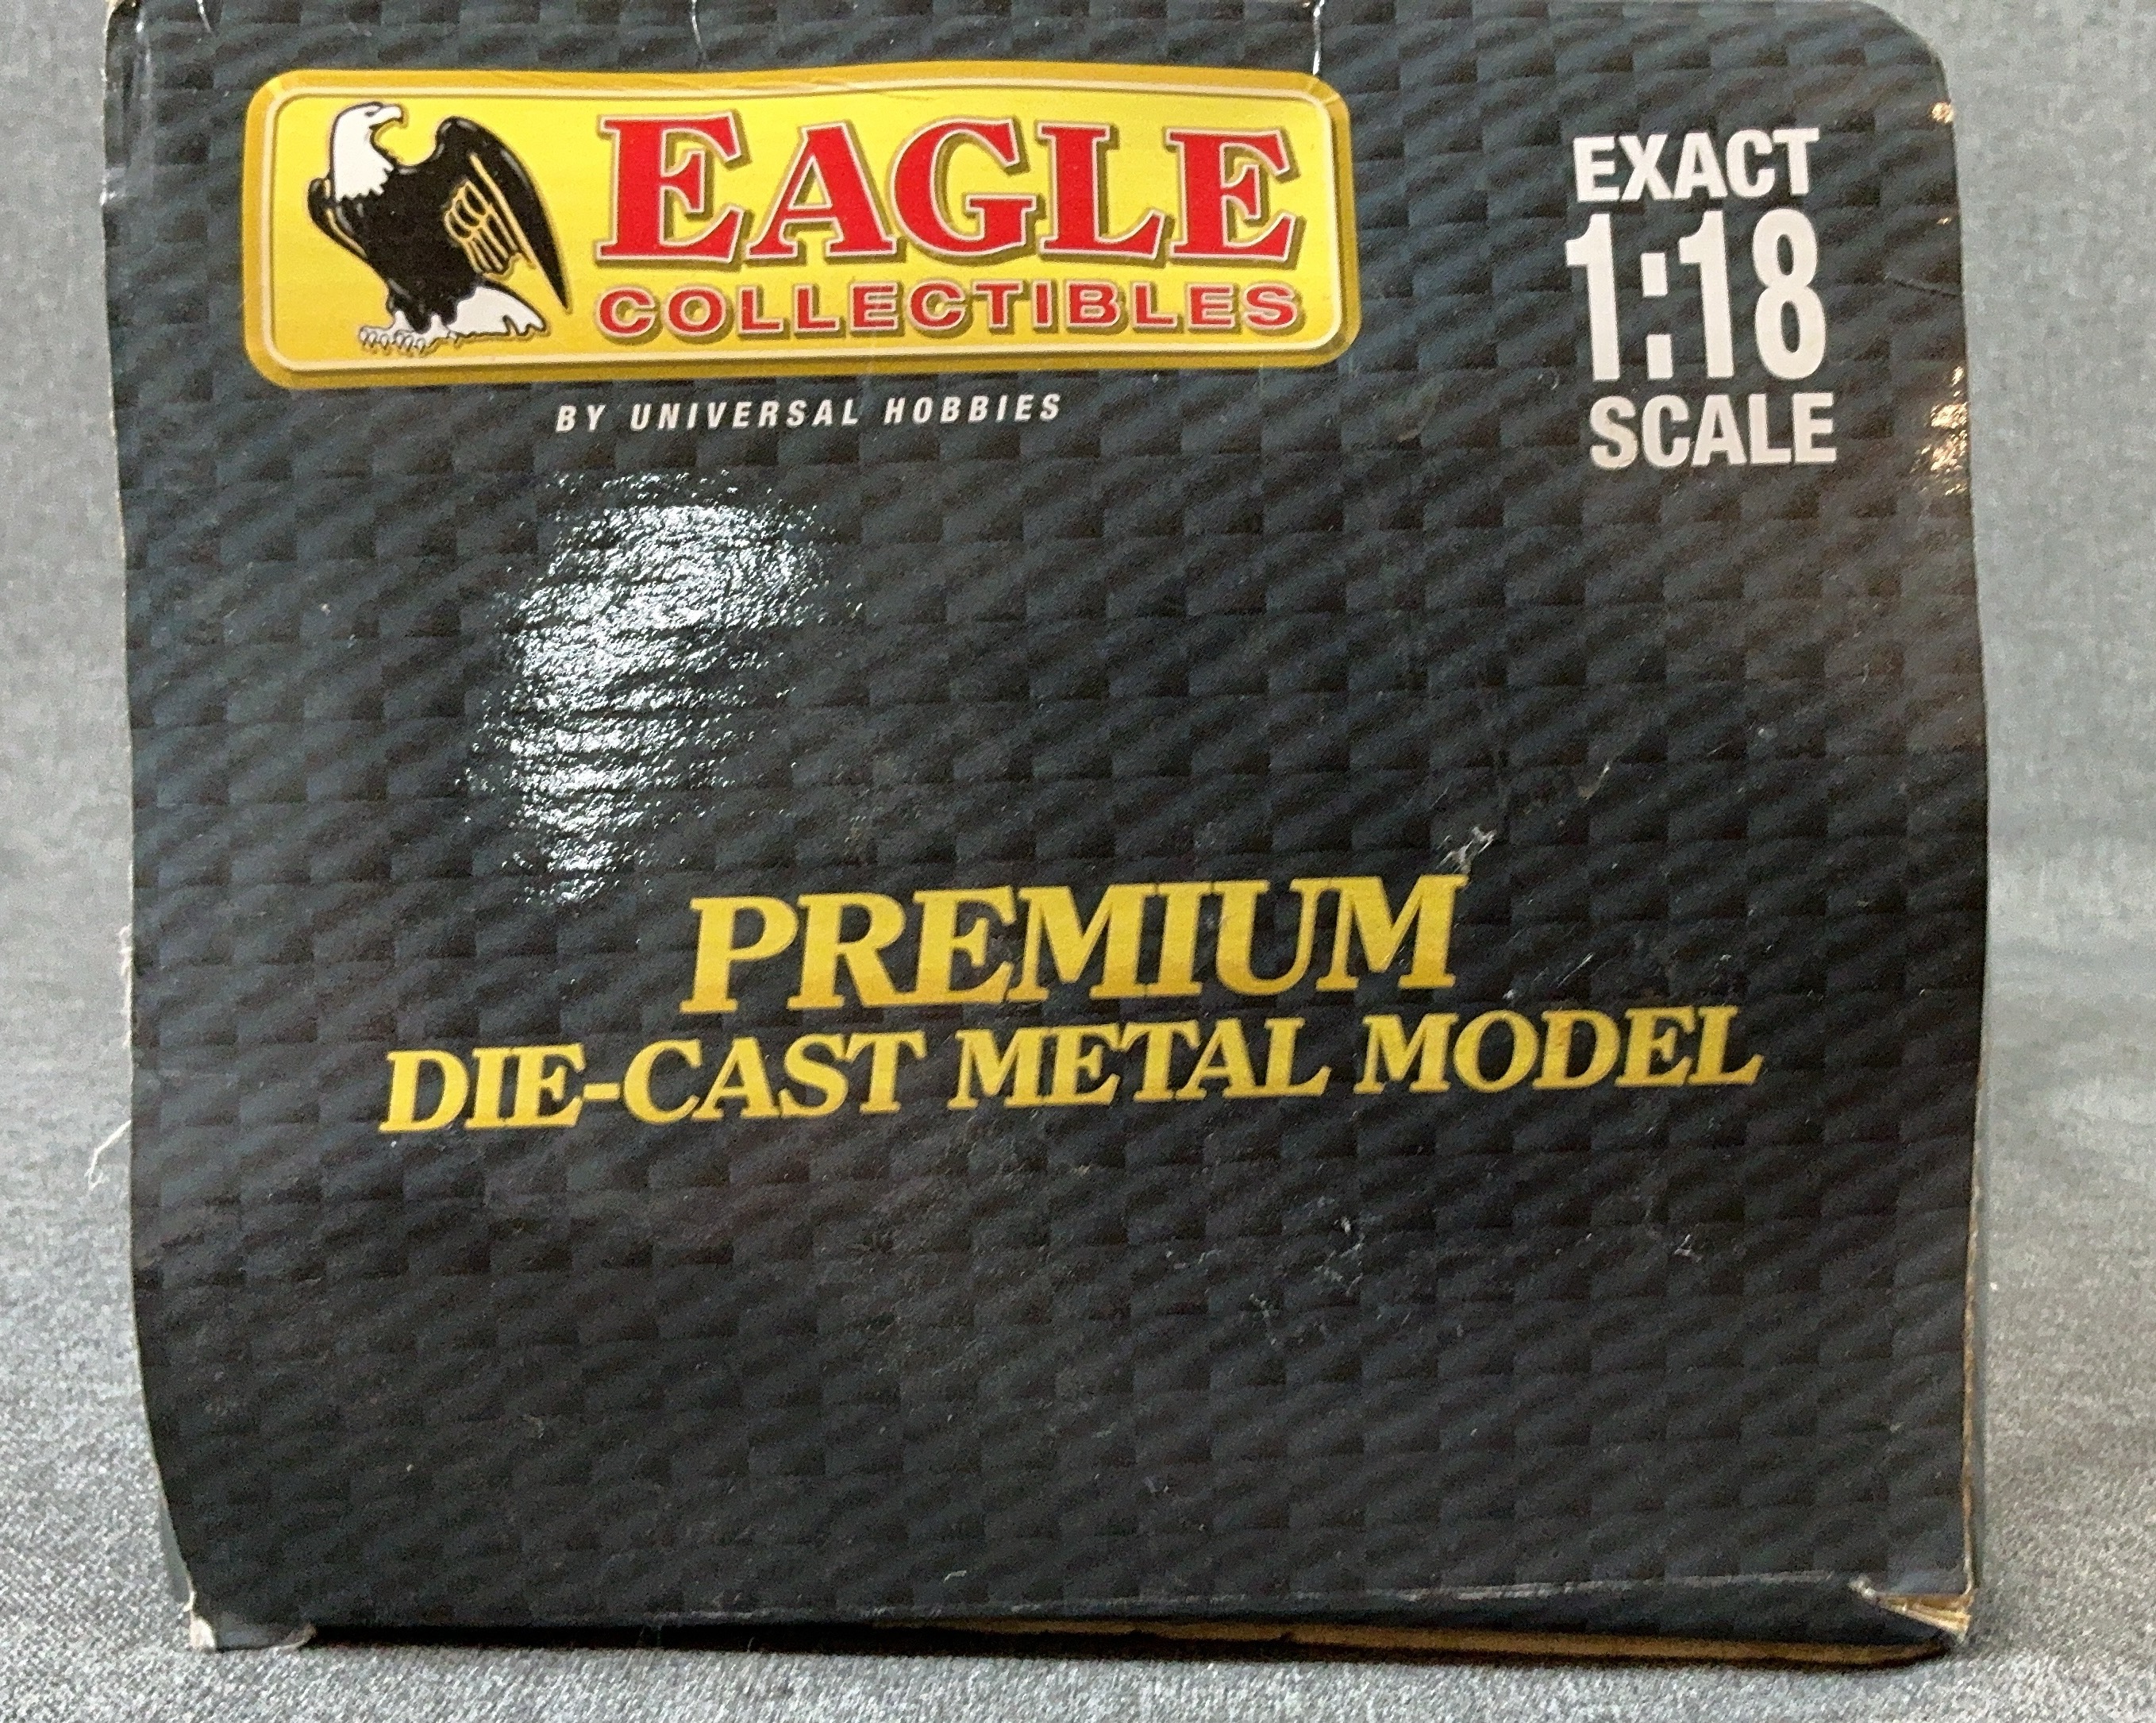 EAGLE
COLLECTIBLES
BY UNIVERSAL HOBBIES
EXACT
1:18
SCALE
PREMIUM
DIE-CAST METAL MODEL